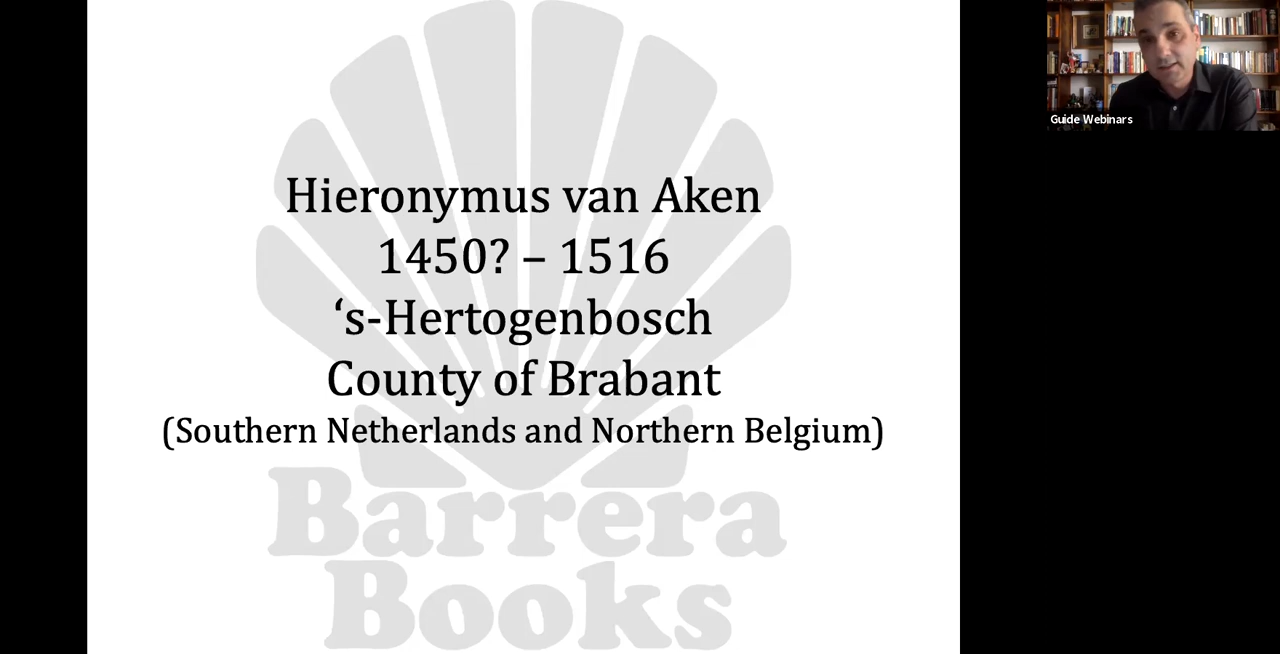 Hieronymus van Aken
1450? – 1516
‘s-Hertogenbosch
County of Brabant
(Southern Netherlands and Northern Belgium)
Barrera
Books
Guide Webinars